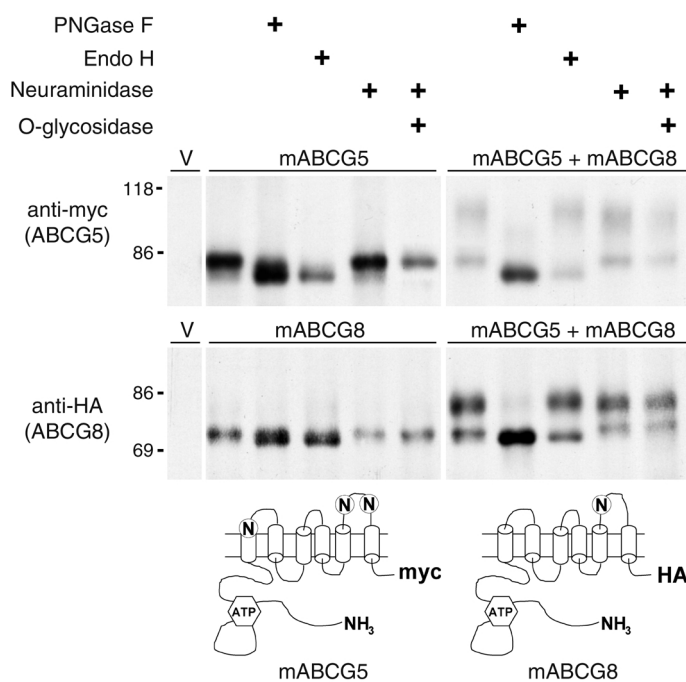 PNGase F + +
Endo H + +
Neuraminidase + + + +
O-glycosidase + +
V mABCG5 mABCG5 + mABCG8
118-
anti-myc
(ABCG5)
86-
V mABCG8 mABCG5 + mABCG8
86-
anti-HA
(ABCG8)
69-
N N N N
myc HA
ATP NH3 ATP NH3
mABCG5 mABCG8